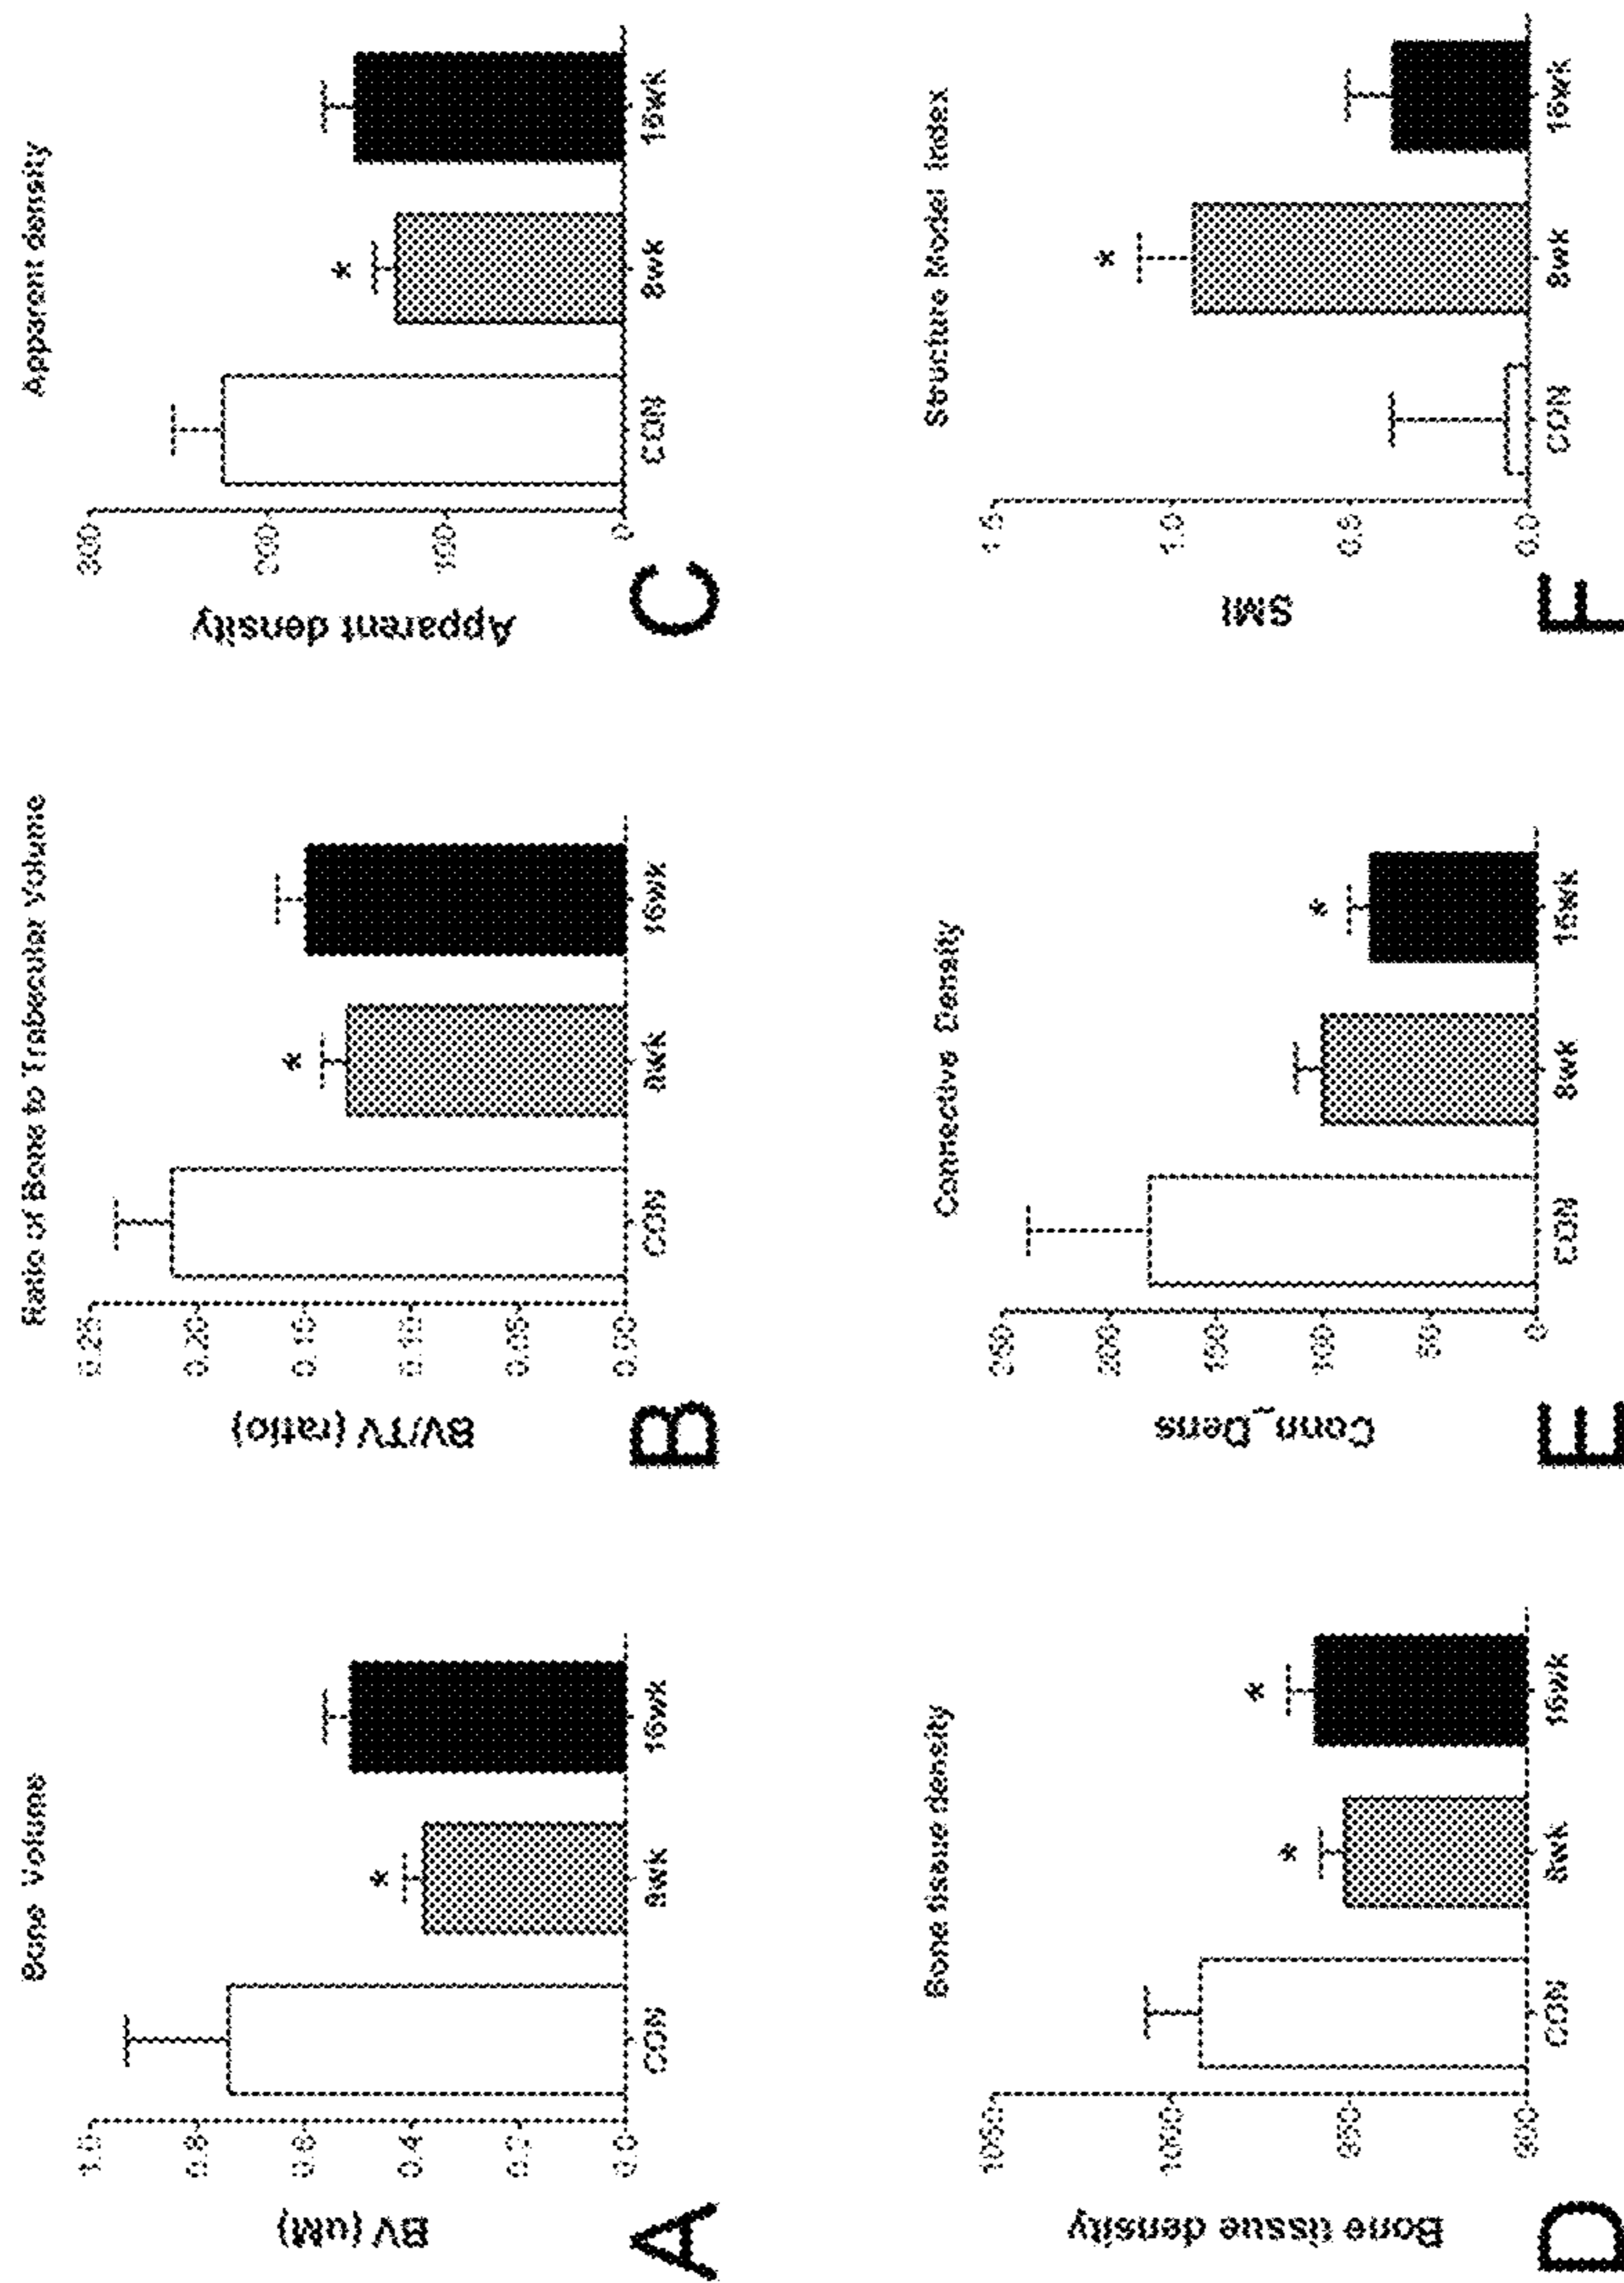 Bone Volume
BV (uM)
1.0
0.8
0.6
0.4
0.2
0.0
*
CON
8wk
16wk
A
Ratio of Bone to Trabecular Volume
BV/TV (ratio)
0.25
0.20
0.15
0.10
0.05
0.00
*
CON
8wk
16wk
B
Apparent density
Apparent density
300
200
100
0
*
CON
8wk
16wk
C
Bone tissue density
Bone tissue density
1050
1000
950
900
*
*
CON
8wk
16wk
D
Connective Density
Conn_Dens
250
200
150
100
50
0
*
CON
8wk
16wk
E
Structure Model Index
SMI
1.5
1.0
0.5
0.0
*
CON
8wk
16wk
F